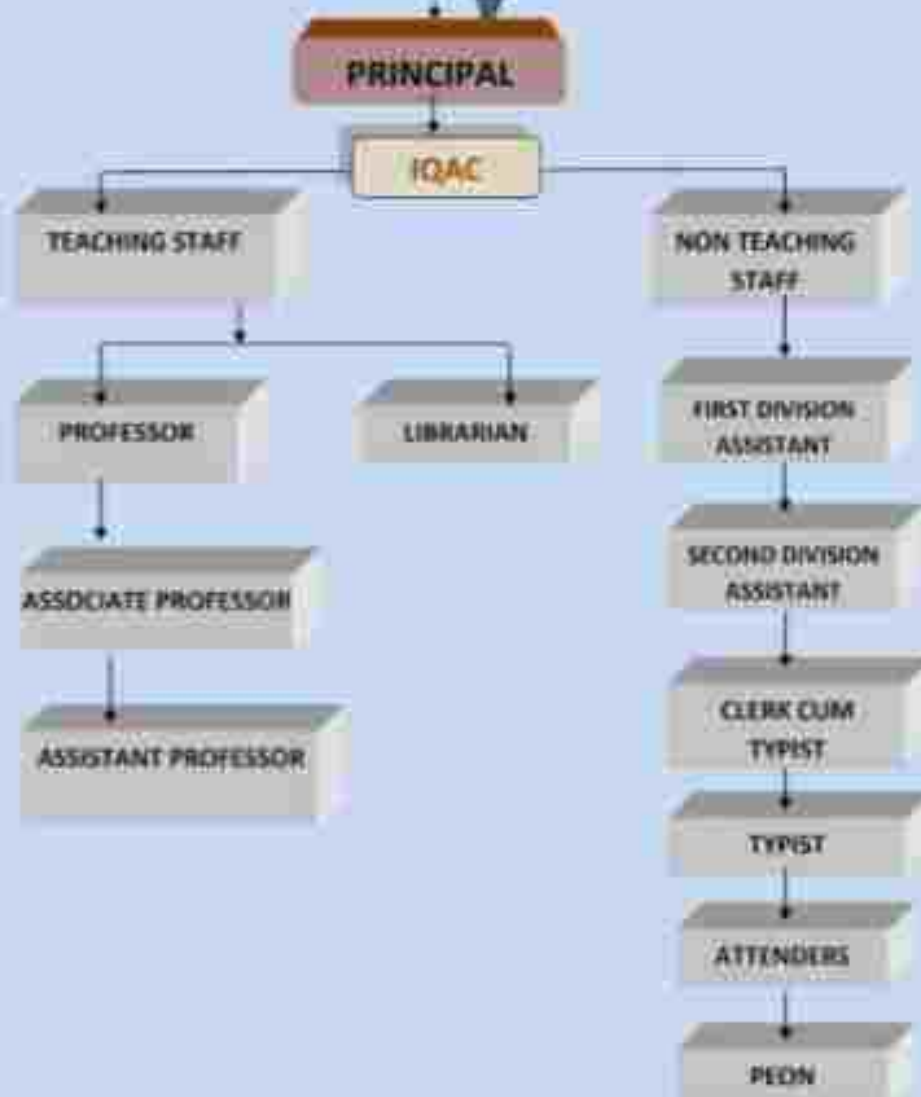 PRINCIPAL
IQAC
TEACHING STAFF
NON TEACHING
STAFF
PROFESSOR
LIBRARIAN
FIRST DIVISION
ASSISTANT
ASSOCIATE PROFESSOR
SECOND DIVISION
ASSISTANT
ASSISTANT PROFESSOR
CLERK CUM
TYPIST
TYPIST
ATTENDERS
PEON